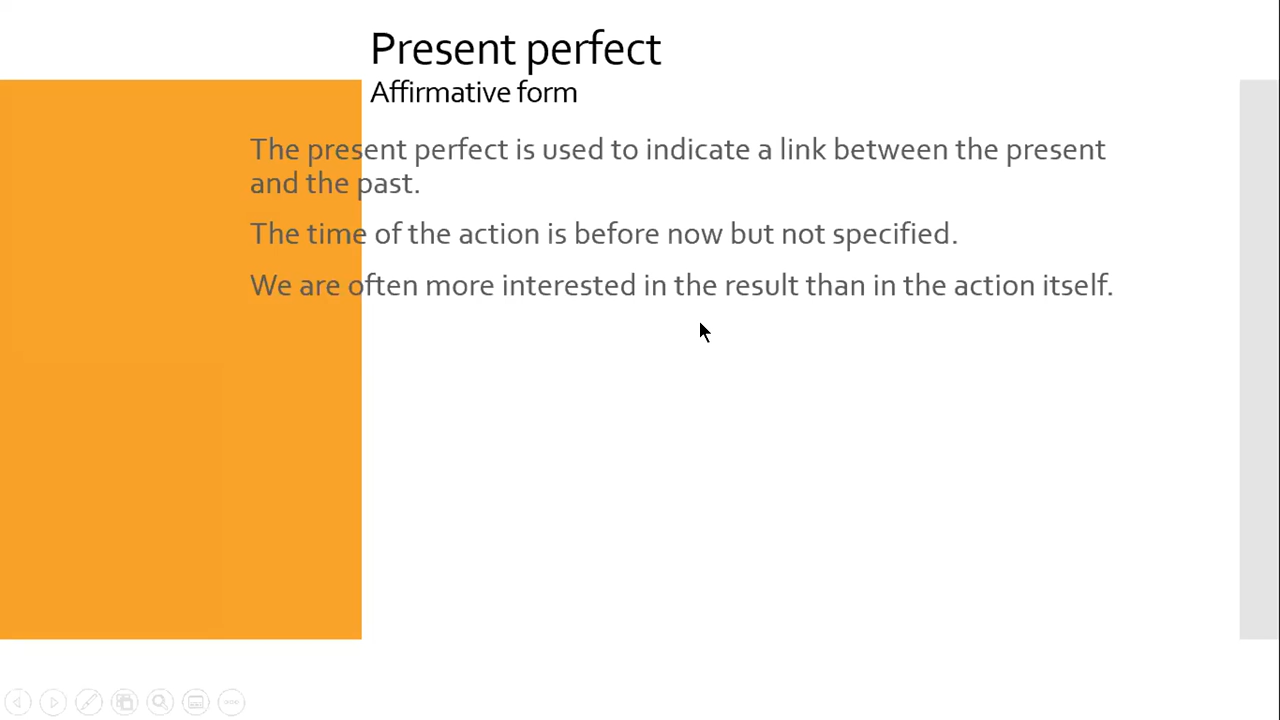 Present perfect
Affirmative form
The present perfect is used to indicate a link between the present
and the past.
The time of the action is before now but not specified.
We are often more interested in the result than in the action itself.